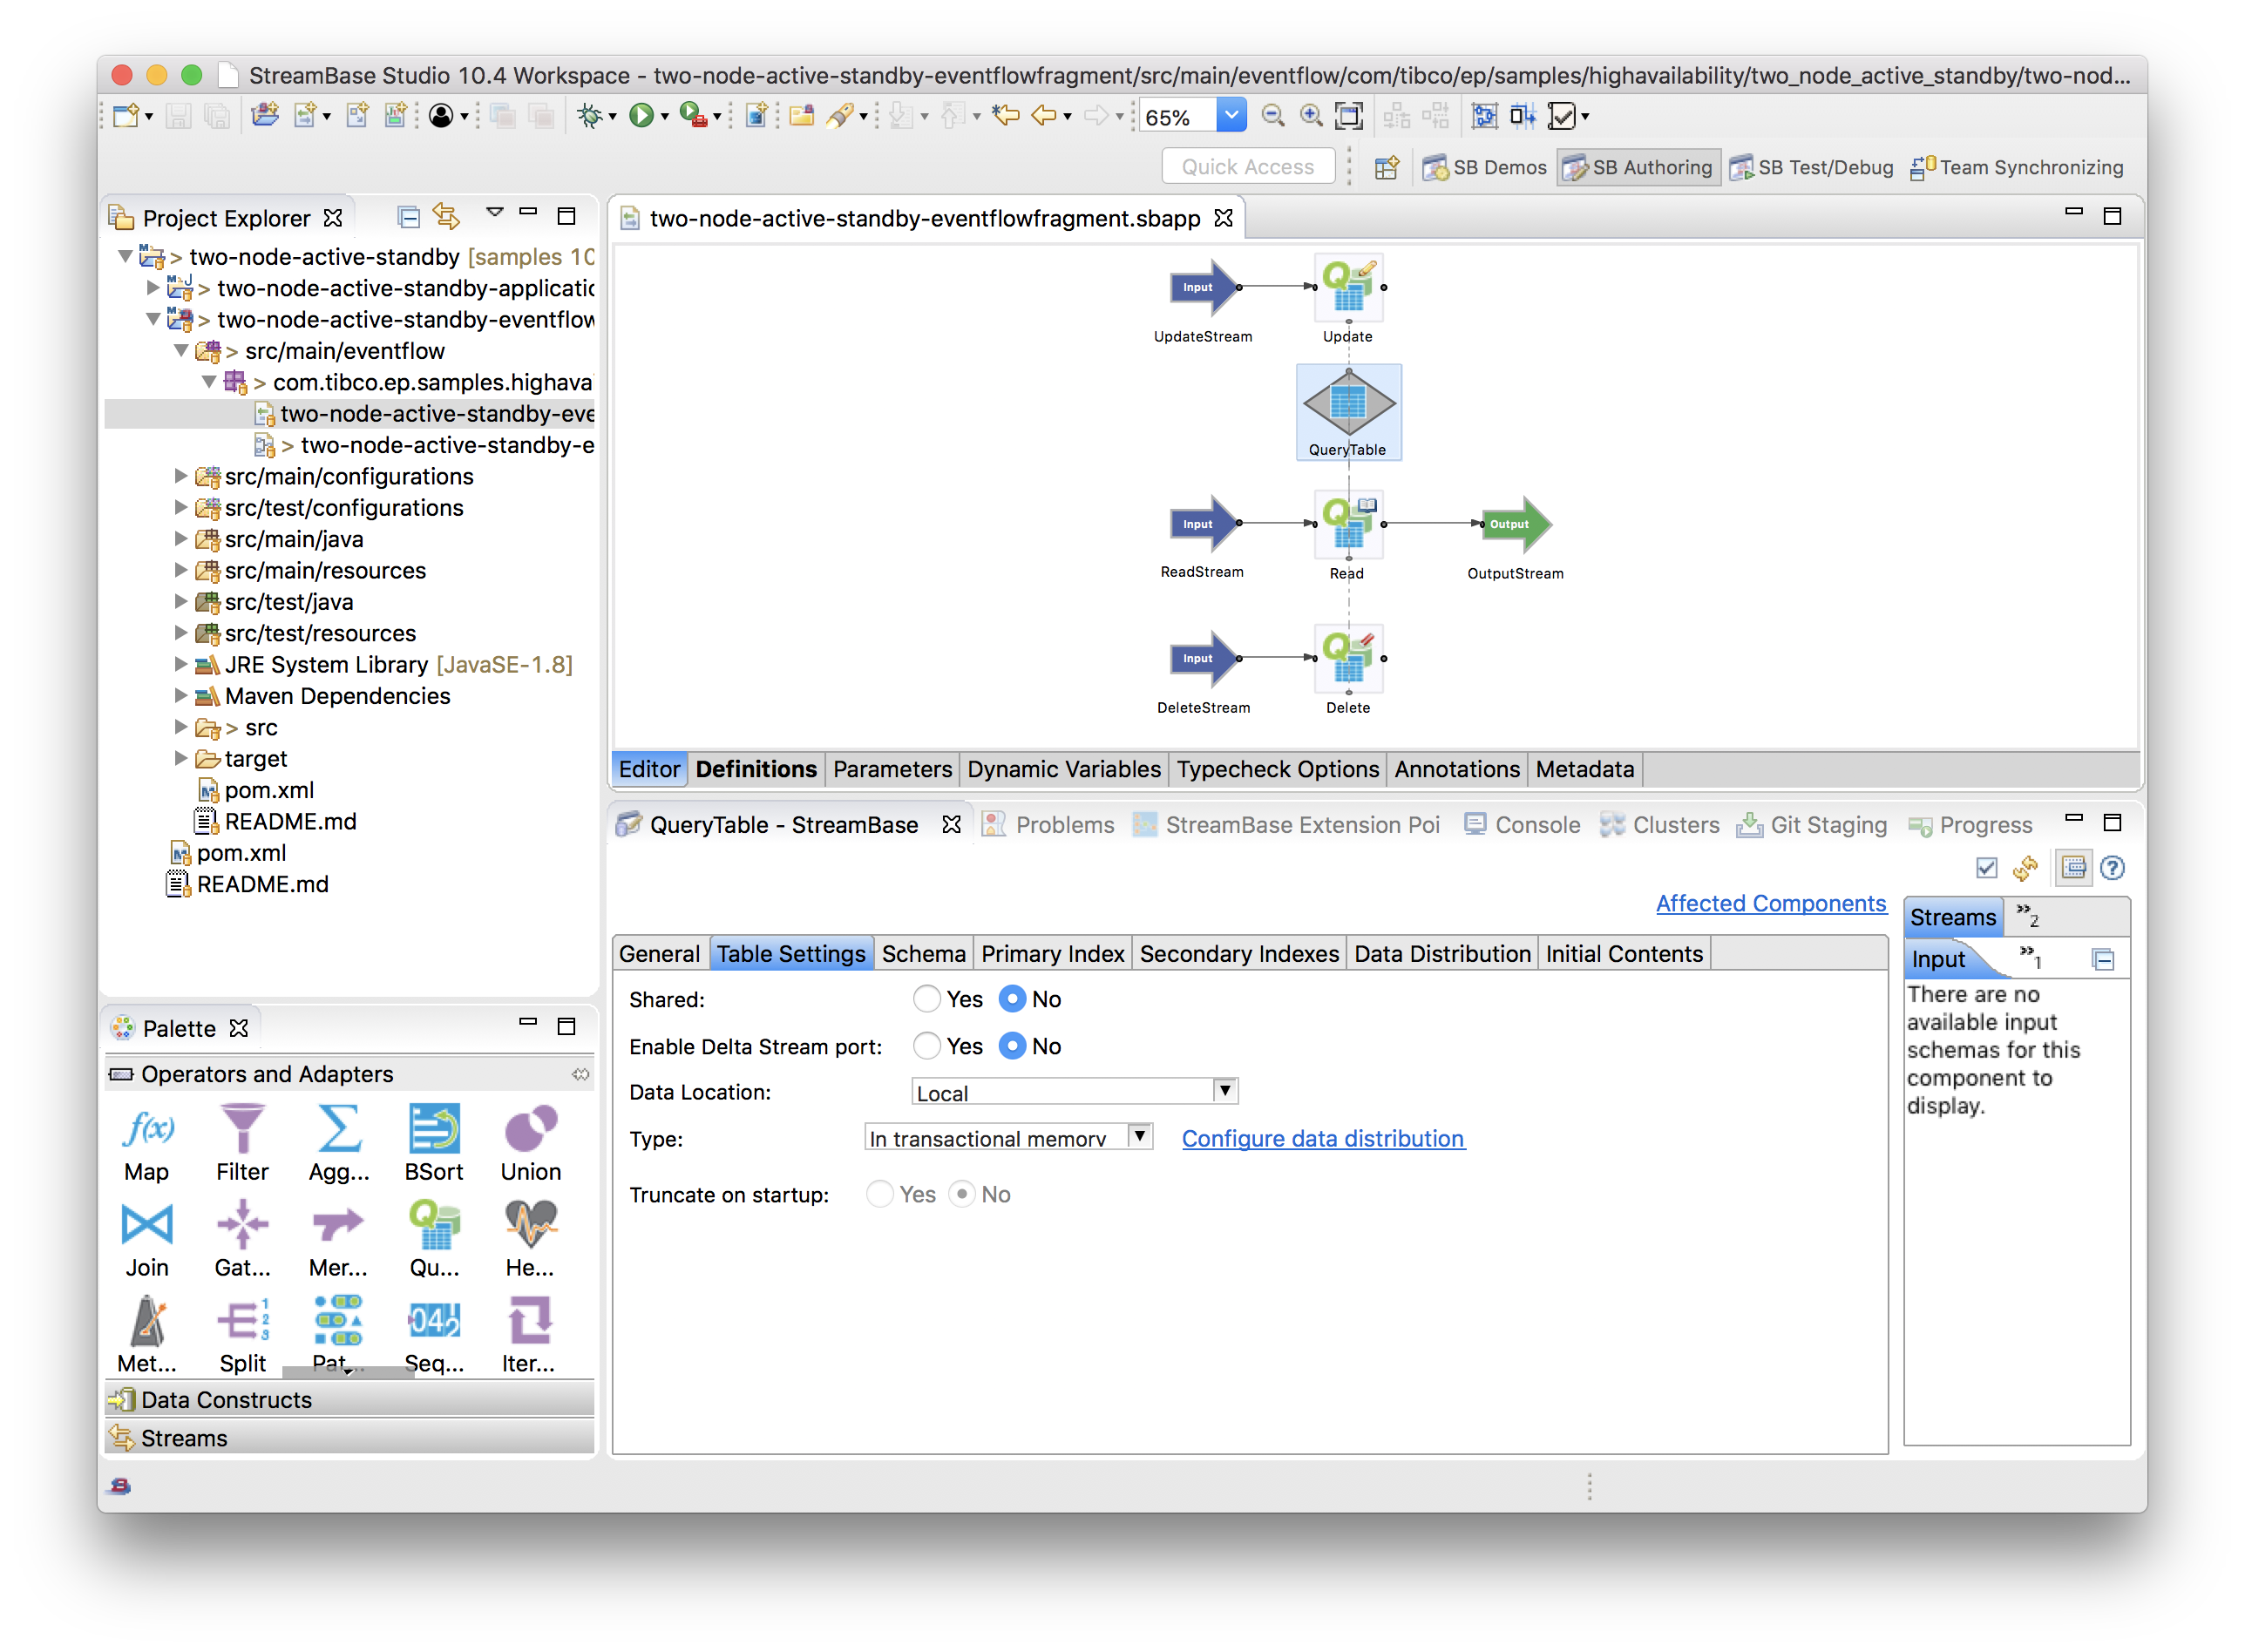 StreamBase Studio 10.4 Workspace - two-node-active-standby-eventflowfragment/src/main/eventflow/com/tibco/ep/samples/highavailability/two_node_active_standby/two-nod...
65%
Quick Access
SB Demos
SB Authoring
SB Test/Debug
Team Synchronizing
Project Explorer
> two-node-active-standby [samples 10
> two-node-active-standby-applicatio
> two-node-active-standby-eventflow
> src/main/eventflow
> com.tibco.ep.samples.highava
two-node-active-standby-eve
> two-node-active-standby-e
src/main/configurations
src/test/configurations
src/main/java
src/main/resources
src/test/java
src/test/resources
JRE System Library [JavaSE-1.8]
Maven Dependencies
> src
target
pom.xml
README.md
pom.xml
README.md
Palette
Operators and Adapters
f(x)
Map
Filter
Agg...
BSort
Union
Join
Gat...
Mer...
Qu...
He...
Met...
Split
Pat...
Seq...
Iter...
Data Constructs
Streams
two-node-active-standby-eventflowfragment.sbapp
Input
UpdateStream
Update
QueryTable
Input
ReadStream
Read
Output
OutputStream
Input
DeleteStream
Delete
Editor
Definitions
Parameters
Dynamic Variables
Typecheck Options
Annotations
Metadata
QueryTable - StreamBase
Problems
StreamBase Extension Poi
Console
Clusters
Git Staging
Progress
Affected Components
General
Table Settings
Schema
Primary Index
Secondary Indexes
Data Distribution
Initial Contents
Shared: Yes No
Enable Delta Stream port: Yes No
Data Location: Local
Type: In transactional memory Configure data distribution
Truncate on startup: Yes No
Streams
»2
Input
»1
There are no
available input
schemas for this
component to
display.